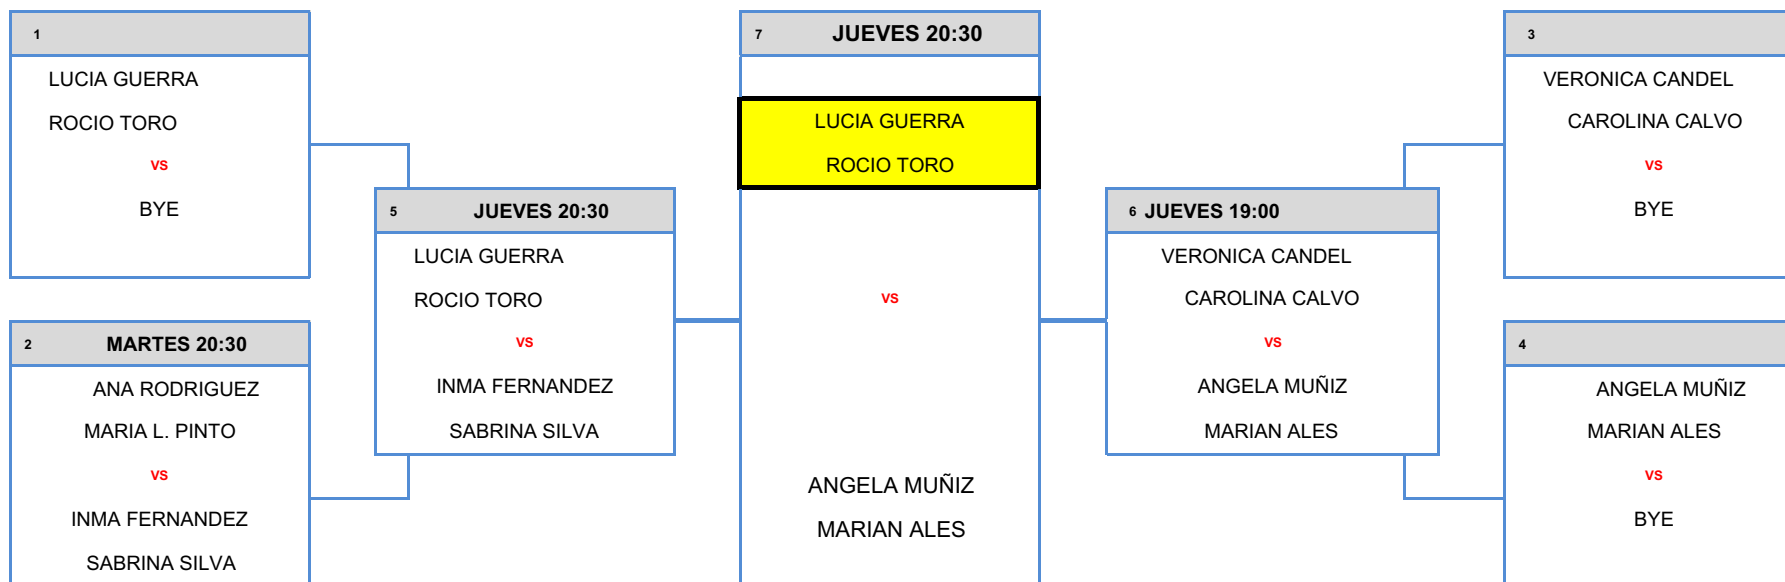 1
LUCIA GUERRA
ROCIO TORO
VS
BYE
2 MARTES 20:30
ANA RODRIGUEZ
MARIA L. PINTO
VS
INMA FERNANDEZ
SABRINA SILVA
5 JUEVES 20:30
LUCIA GUERRA
ROCIO TORO
VS
INMA FERNANDEZ
SABRINA SILVA
7 JUEVES 20:30
LUCIA GUERRA
ROCIO TORO
VS
ANGELA MUÑIZ
MARIAN ALES
6 JUEVES 19:00
VERONICA CANDEL
CAROLINA CALVO
VS
ANGELA MUÑIZ
MARIAN ALES
3
VERONICA CANDEL
CAROLINA CALVO
VS
BYE
4
ANGELA MUÑIZ
MARIAN ALES
VS
BYE